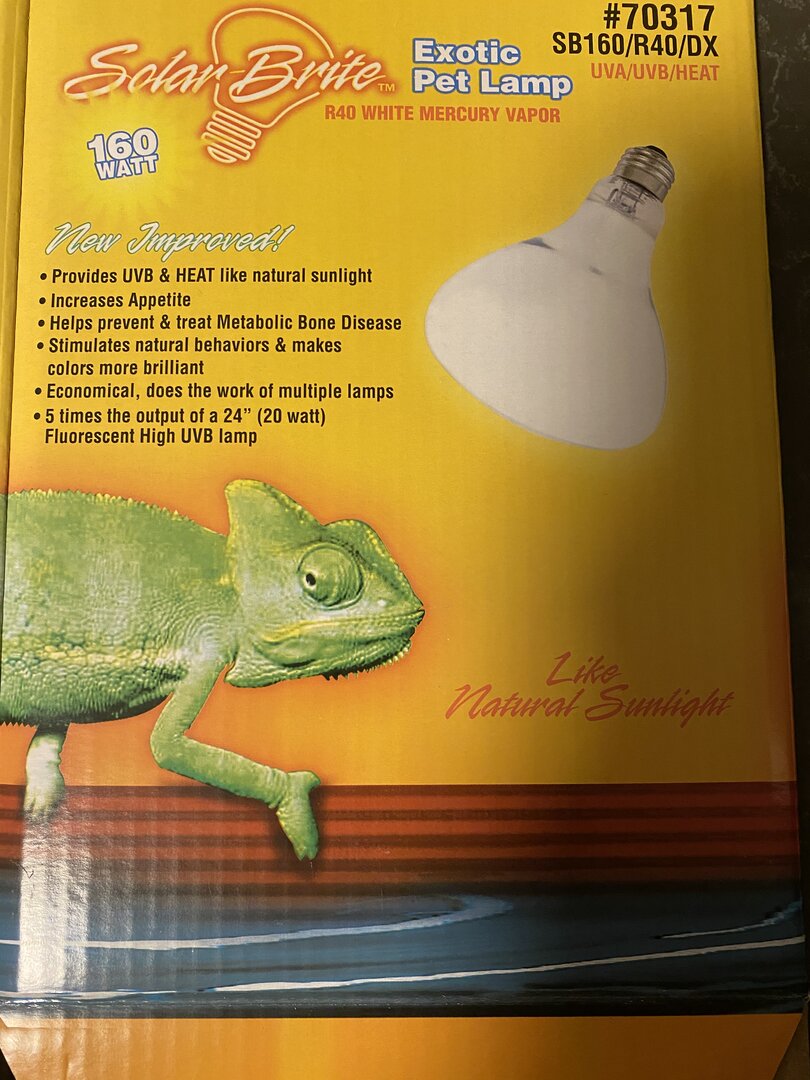 #70317
Solar Brite™
Exotic
Pet Lamp
SB160/R40/DX
UVA/UVB/HEAT
R40 WHITE MERCURY VAPOR
160
WATT
New Improved!
• Provides UVB & HEAT like natural sunlight
• Increases Appetite
• Helps prevent & treat Metabolic Bone Disease
• Stimulates natural behaviors & makes
colors more brilliant
• Economical, does the work of multiple lamps
• 5 times the output of a 24” (20 watt)
Fluorescent High UVB lamp
Like
Natural Sunlight